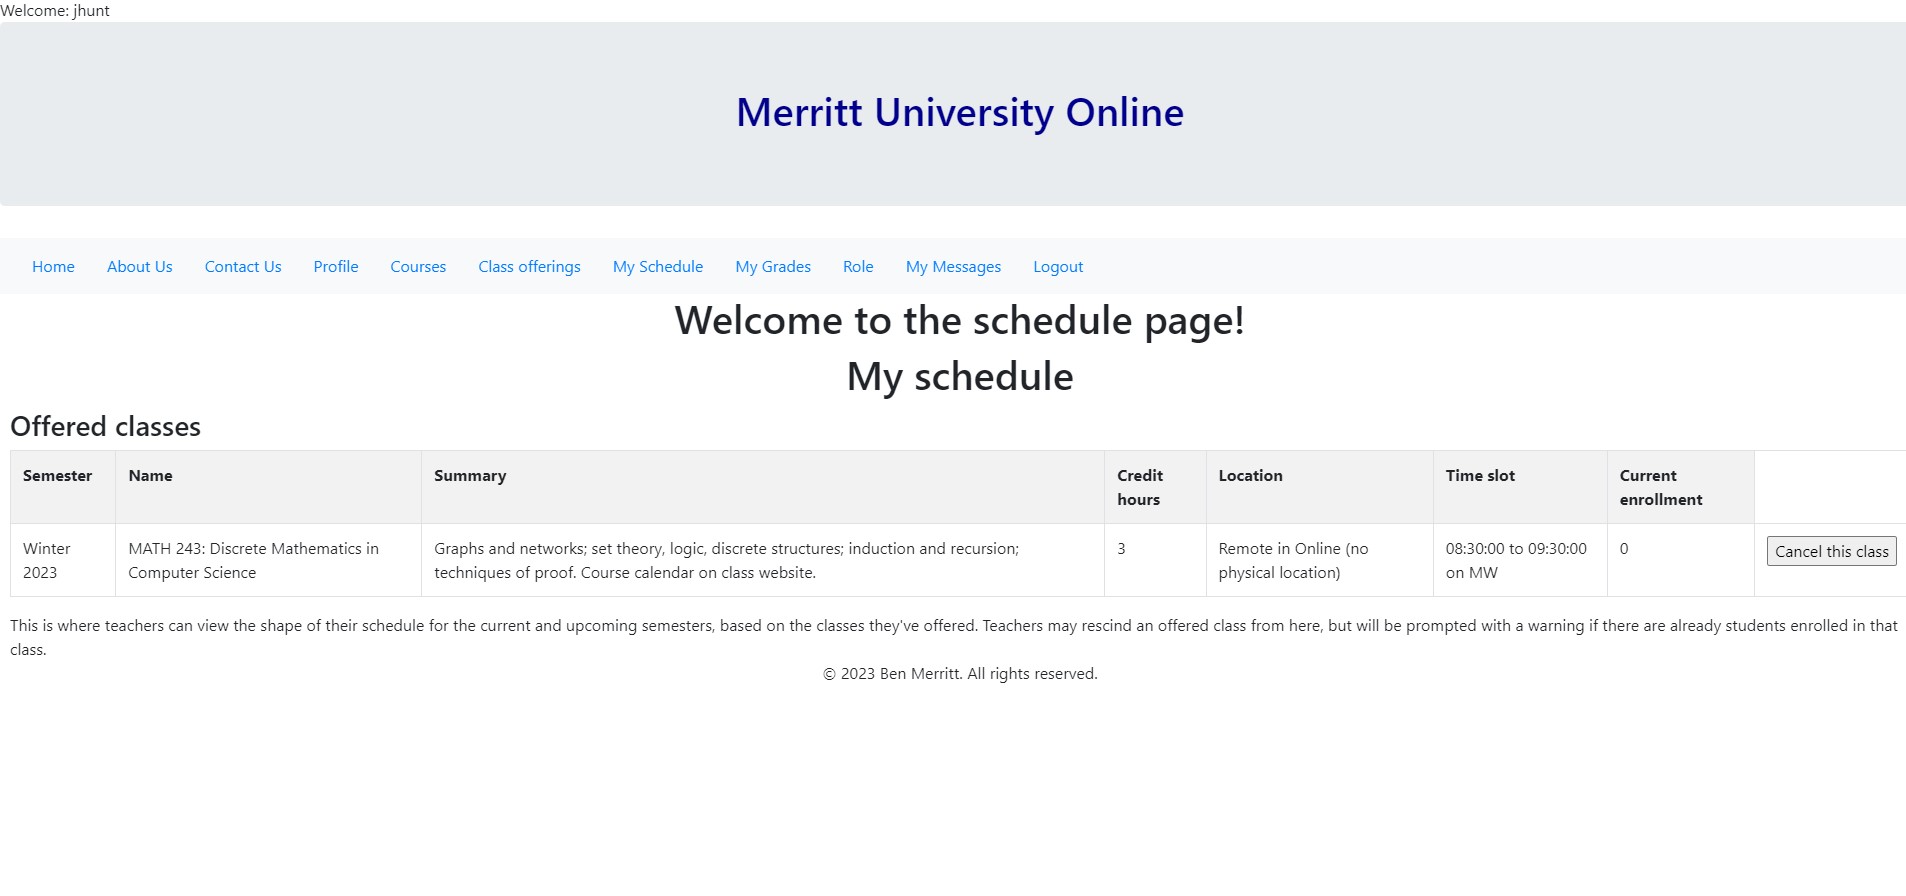 Welcome: jhunt
Merritt University Online
Home About Us Contact Us Profile Courses Class offerings My Schedule My Grades Role My Messages Logout
Welcome to the schedule page!
My schedule
Offered classes
Semester Name Summary Credit hours Location Time slot Current enrollment
Winter 2023 MATH 243: Discrete Mathematics in Computer Science Graphs and networks; set theory, logic, discrete structures; induction and recursion; techniques of proof. Course calendar on class website. 3 Remote in Online (no physical location) 08:30:00 to 09:30:00 on MW 0 Cancel this class
This is where teachers can view the shape of their schedule for the current and upcoming semesters, based on the classes they've offered. Teachers may rescind an offered class from here, but will be prompted with a warning if there are already students enrolled in that
class.
© 2023 Ben Merritt. All rights reserved.